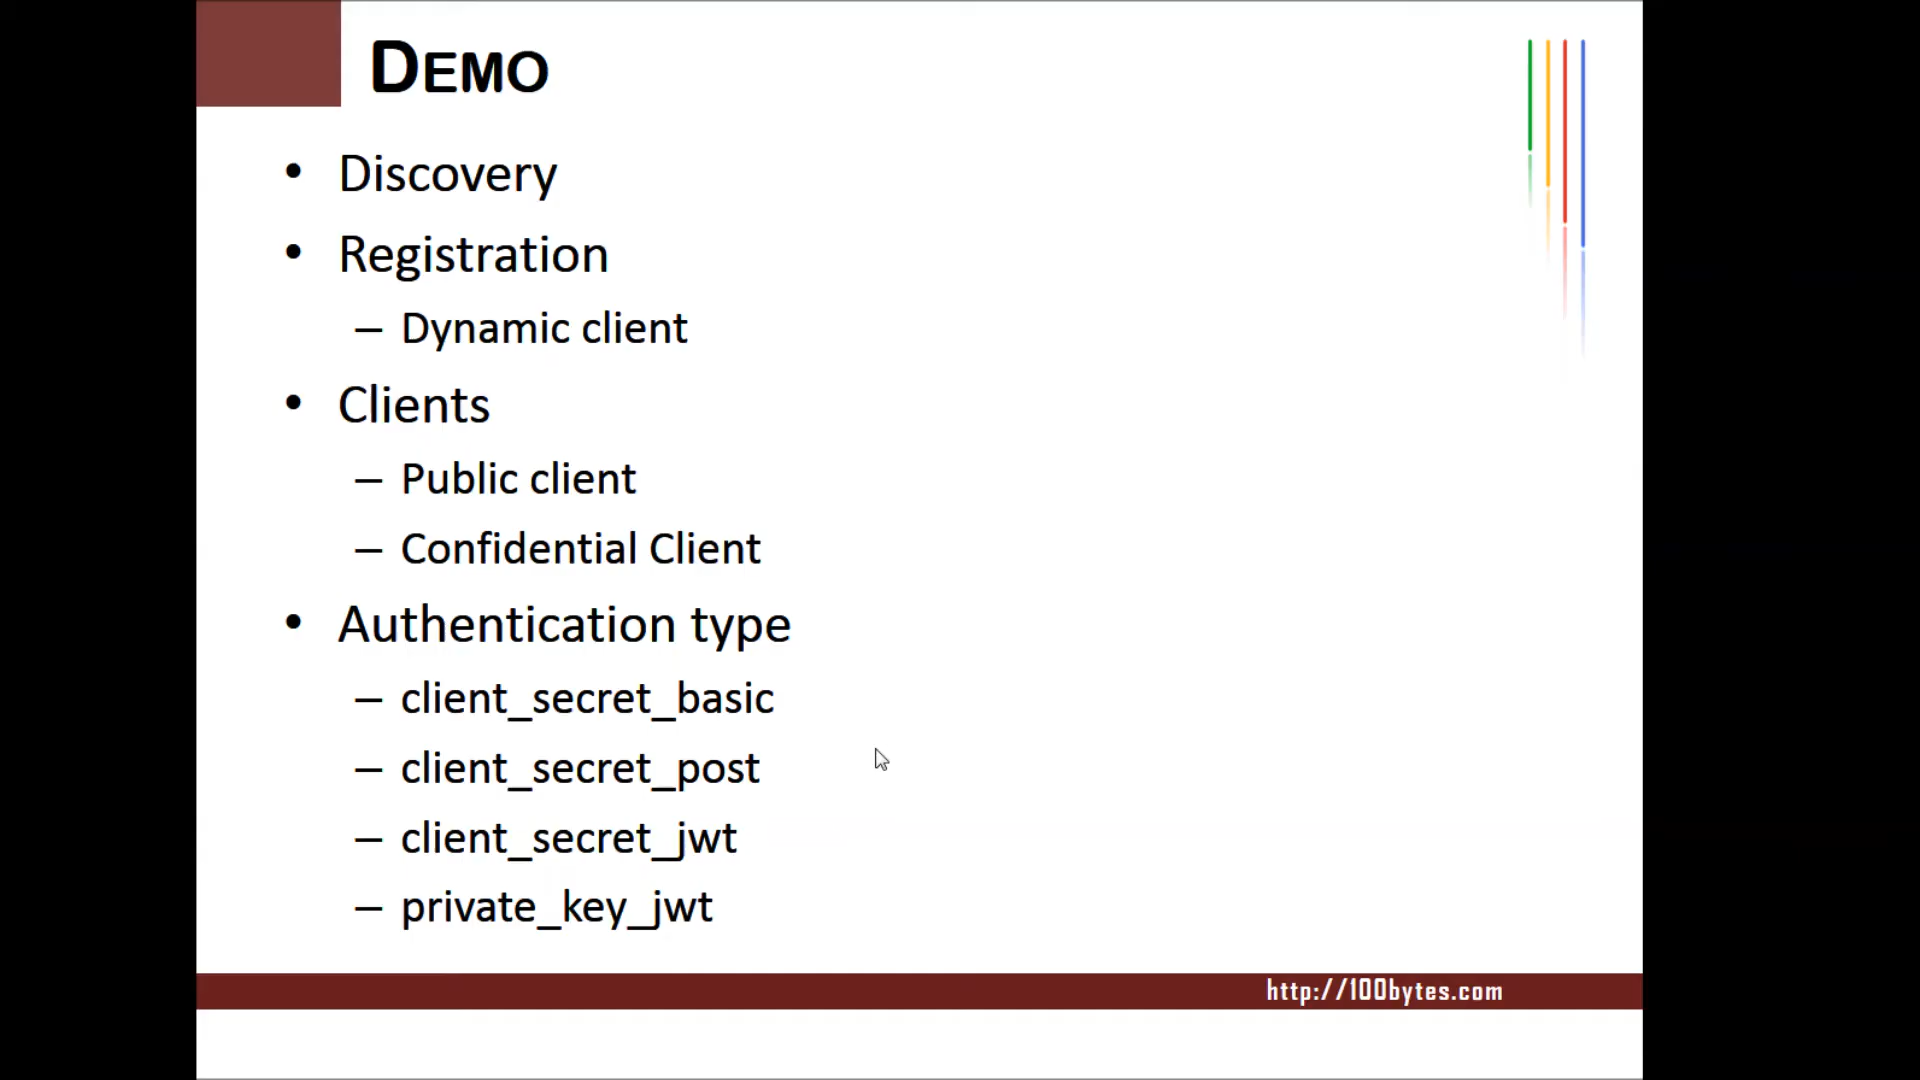 DEMO
• Discovery
• Registration
– Dynamic client
• Clients
– Public client
– Confidential Client
• Authentication type
– client_secret_basic
– client_secret_post
– client_secret_jwt
– private_key_jwt
http://100bytes.com